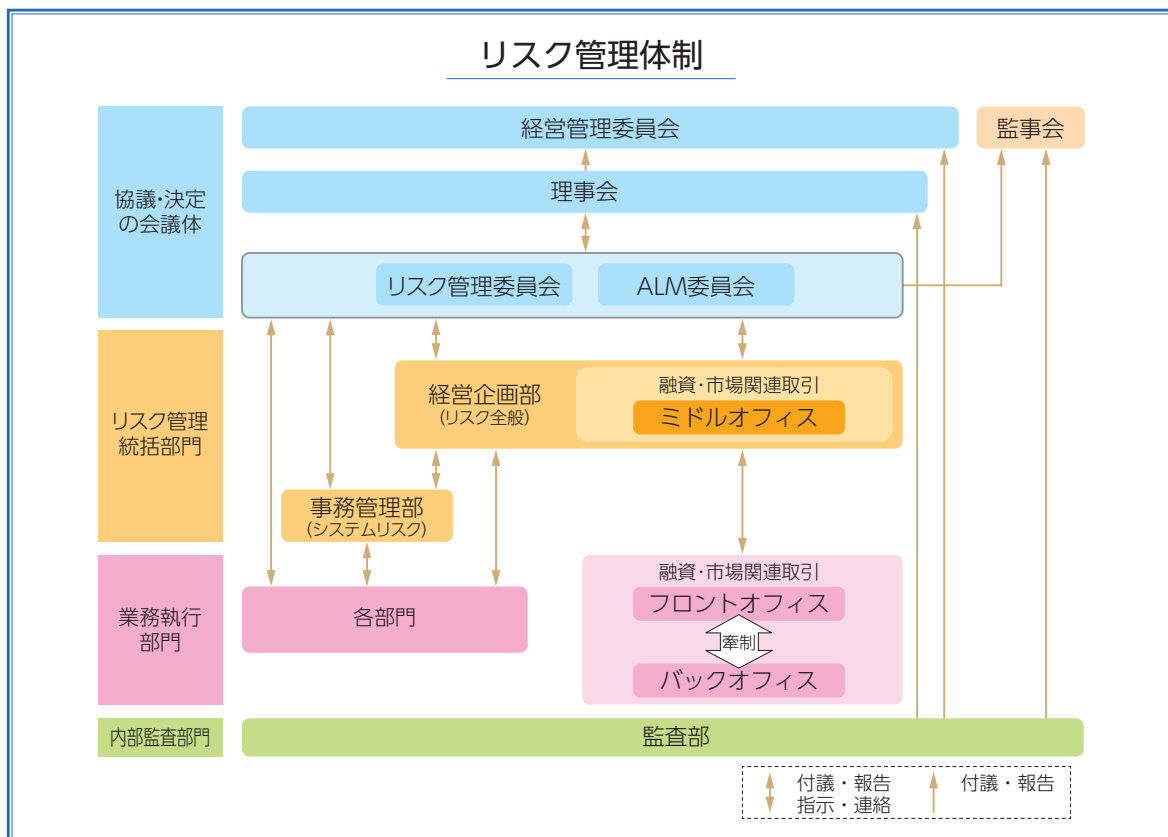 リスク管理体制
協議・決定
の会議体
経営管理委員会
監事会
理事会
リスク管理委員会
ALM委員会
リスク管理
統括部門
経営企画部
(リスク全般)
融資・市場関連取引
ミドルオフィス
事務管理部
(システムリスク)
業務執行
部門
各部門
融資・市場関連取引
フロントオフィス
牽制
バックオフィス
内部監査部門
監査部
付議・報告
指示・連絡
付議・報告